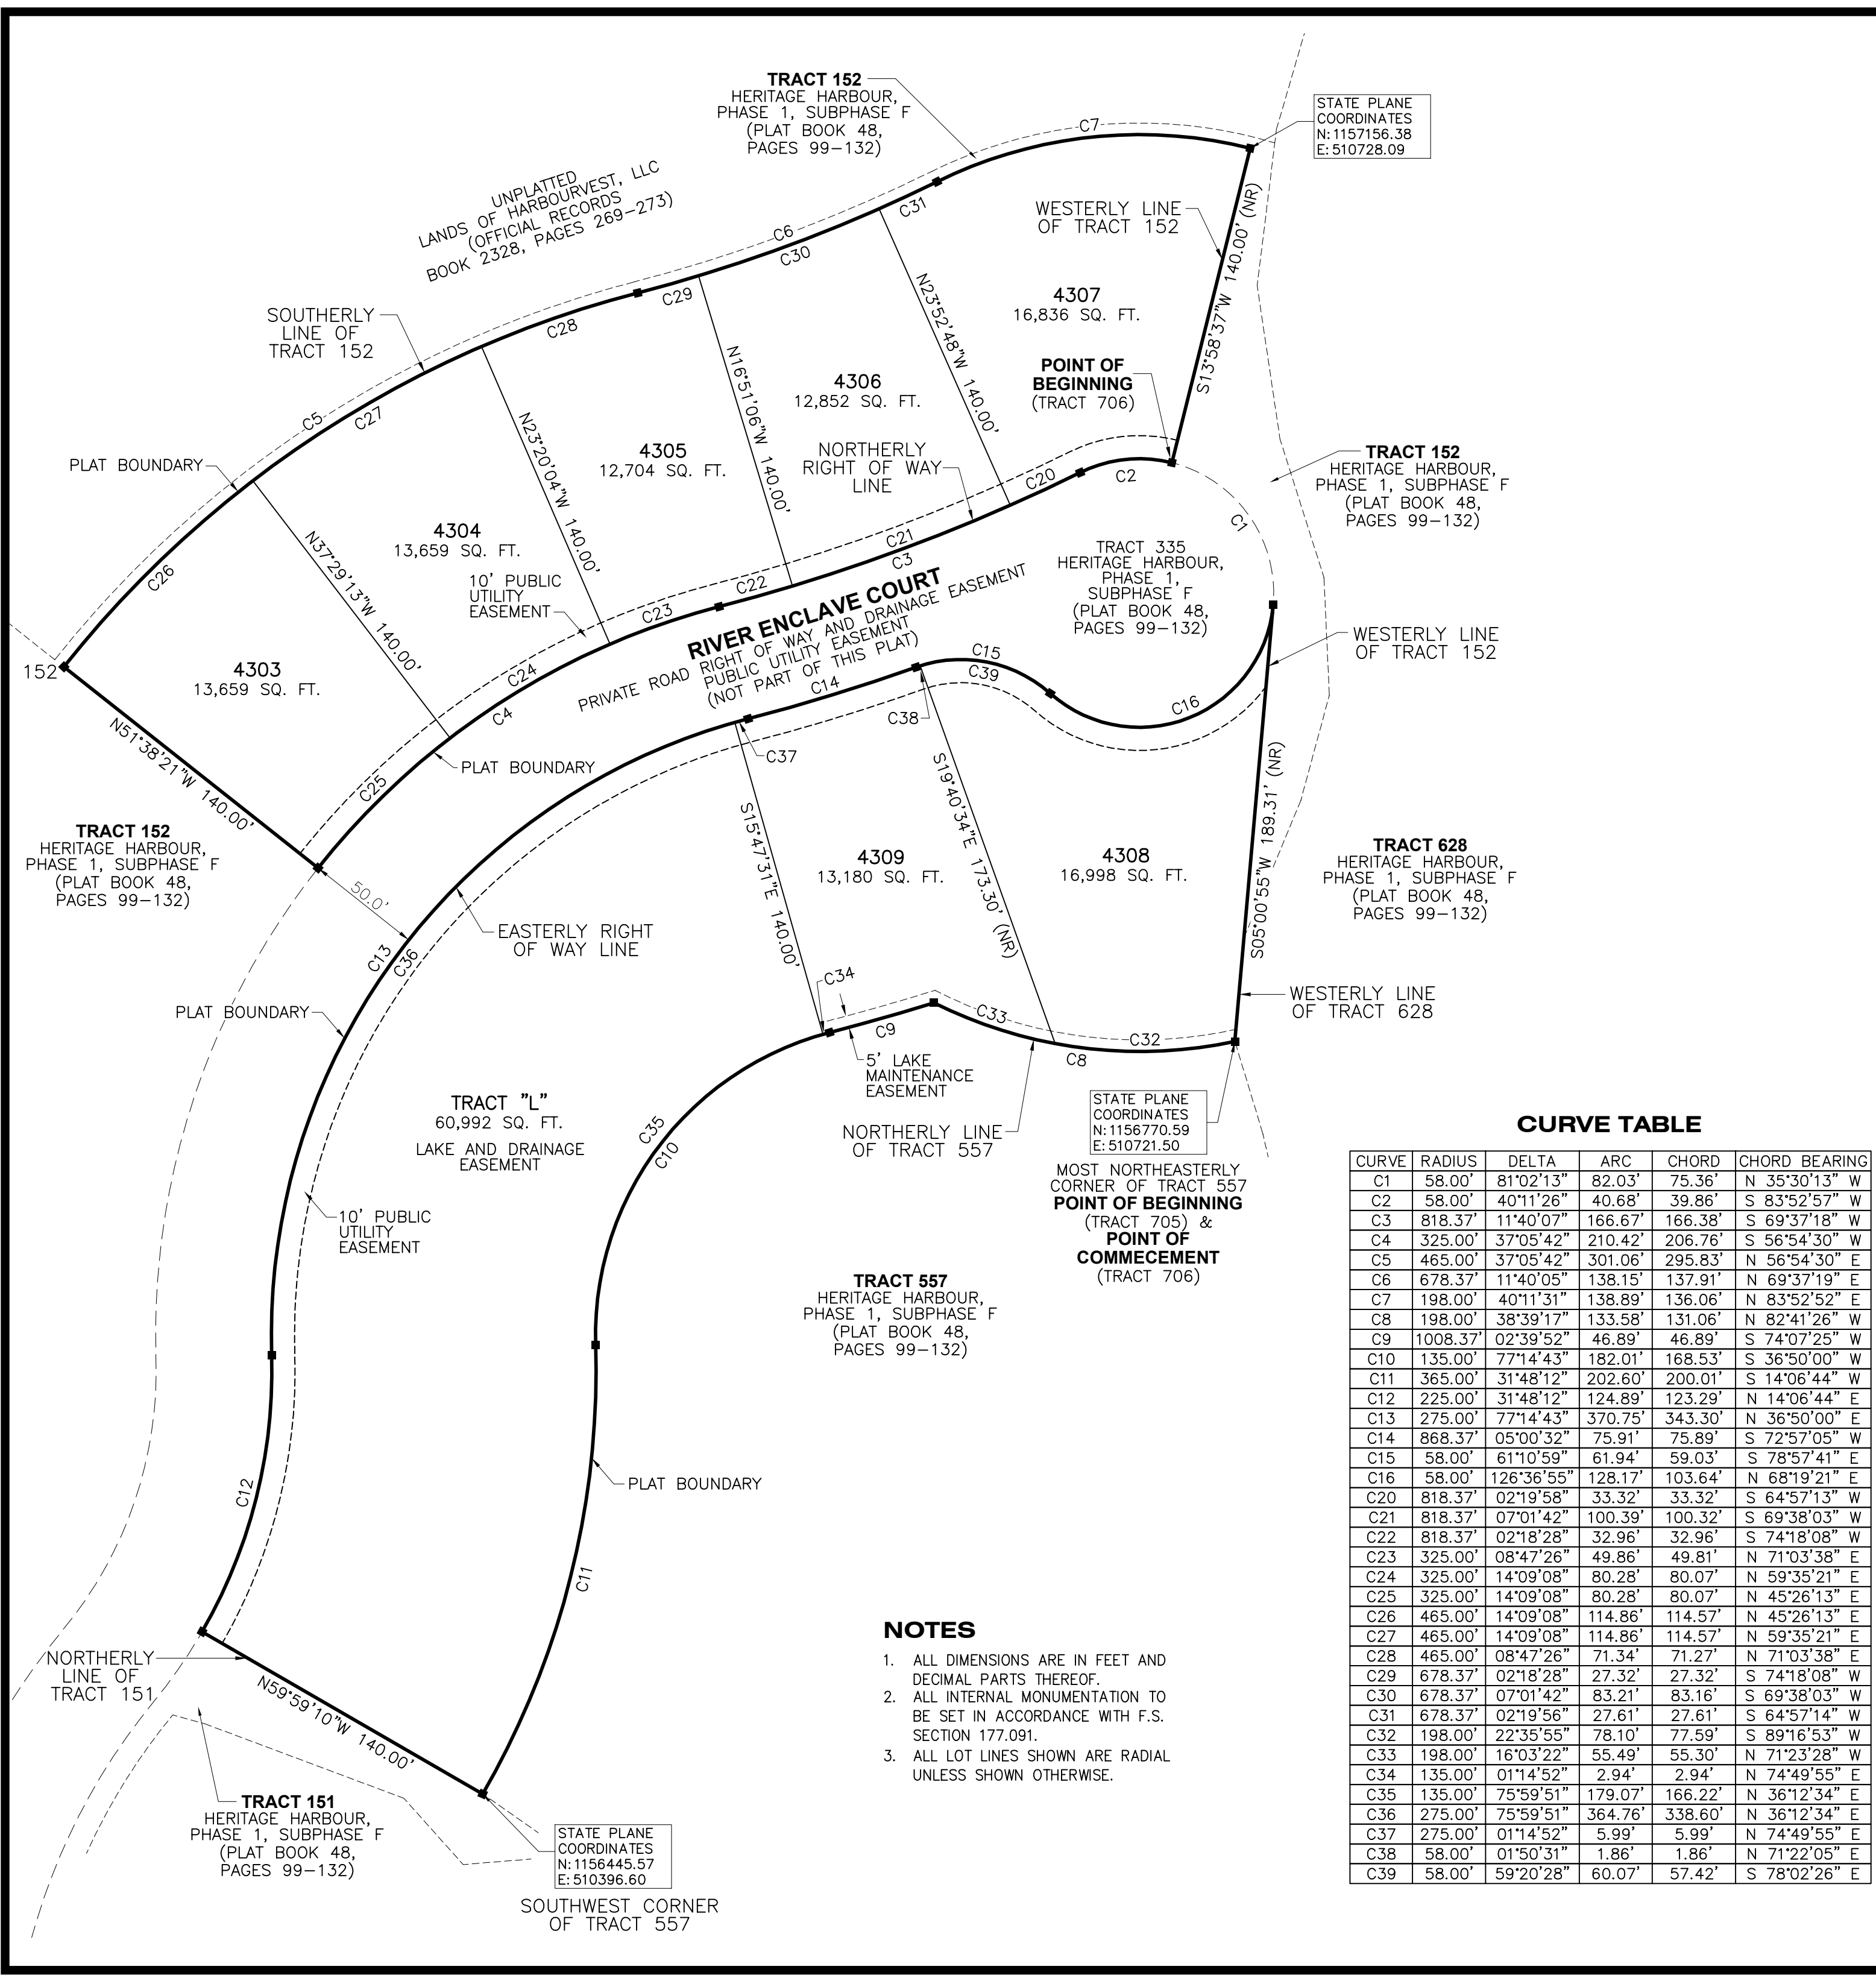 TRACT 152
HERITAGE HARBOUR,
PHASE 1, SUBPHASE F
(PLAT BOOK 48,
PAGES 99-132)
C7
STATE PLANE
COORDINATES
N:1157156.38
E:510728.09
UNPLATTED
LANDS OF HARBOURVEST, LLC
(OFFICIAL RECORDS
BOOK 2328, PAGES 269-273)
C31
C6
C30
C29
C28
WESTERLY LINE
OF TRACT 152
S13°58'37"W 140.00' (NR)
4307
16,836 SQ. FT.
N23°52'48"W 140.00'
SOUTHERLY
LINE OF
TRACT 152
C5
C27
N16°51'06"W 140.00'
4306
12,852 SQ. FT.
POINT OF
BEGINNING
(TRACT 706)
N23°20'04"W 140.00'
4305
12,704 SQ. FT.
NORTHERLY
RIGHT OF WAY
LINE
C20
C2
PLAT BOUNDARY
TRACT 152
HERITAGE HARBOUR,
PHASE 1, SUBPHASE F
(PLAT BOOK 48,
PAGES 99-132)
C1
N37°29'13"W 140.00'
4304
13,659 SQ. FT.
C26
10' PUBLIC
UTILITY
EASEMENT
C21
C3
C22
C23
TRACT 335
HERITAGE HARBOUR,
PHASE 1,
SUBPHASE F
(PLAT BOOK 48,
PAGES 99-132)
RIVER ENCLAVE COURT
PRIVATE ROAD RIGHT OF WAY AND DRAINAGE EASEMENT
PUBLIC UTILITY EASEMENT
(NOT PART OF THIS PLAT)
WESTERLY LINE
OF TRACT 152
152
4303
13,659 SQ. FT.
C24
C4
C15
C39
C14
C38
C16
C37
N51°38'21"W 140.00'
C25
PLAT BOUNDARY
TRACT 152
HERITAGE HARBOUR,
PHASE 1, SUBPHASE F
(PLAT BOOK 48,
PAGES 99-132)
50.0'
S15°47'31"E 140.00'
4309
13,180 SQ. FT.
S19°40'34"E 173.30' (NR)
4308
16,998 SQ. FT.
S05°00'55"W 189.31' (NR)
TRACT 628
HERITAGE HARBOUR,
PHASE 1, SUBPHASE F
(PLAT BOOK 48,
PAGES 99-132)
EASTERLY RIGHT
OF WAY LINE
C13
C36
C34
C9
C33
C32
C8
WESTERLY LINE
OF TRACT 628
PLAT BOUNDARY
5' LAKE
MAINTENANCE
EASEMENT
TRACT "L"
60,992 SQ. FT.
LAKE AND DRAINAGE
EASEMENT
C35
C10
NORTHERLY LINE
OF TRACT 557
STATE PLANE
COORDINATES
N:1156770.59
E:510721.50
MOST NORTHEASTERLY
CORNER OF TRACT 557
POINT OF BEGINNING
(TRACT 705) &
POINT OF
COMMECEMENT
(TRACT 706)
10' PUBLIC
UTILITY
EASEMENT
TRACT 557
HERITAGE HARBOUR,
PHASE 1, SUBPHASE F
(PLAT BOOK 48,
PAGES 99-132)
C12
PLAT BOUNDARY
C11
NORTHERLY
LINE OF
TRACT 151
N59°59'10"W 140.00'
TRACT 151
HERITAGE HARBOUR,
PHASE 1, SUBPHASE F
(PLAT BOOK 48,
PAGES 99-132)
STATE PLANE
COORDINATES
N:1156445.57
E:510396.60
SOUTHWEST CORNER
OF TRACT 557
NOTES
1. ALL DIMENSIONS ARE IN FEET AND
DECIMAL PARTS THEREOF.
2. ALL INTERNAL MONUMENTATION TO
BE SET IN ACCORDANCE WITH F.S.
SECTION 177.091.
3. ALL LOT LINES SHOWN ARE RADIAL
UNLESS SHOWN OTHERWISE.
CURVE TABLE
CURVE RADIUS DELTA ARC CHORD CHORD BEARING
C1 58.00' 81°02'13" 82.03' 75.36' N 35°30'13" W
C2 58.00' 40°11'26" 40.68' 39.86' S 83°52'57" W
C3 818.37' 11°40'07" 166.67' 166.38' S 69°37'18" W
C4 325.00' 37°05'42" 210.42' 206.76' S 56°54'30" W
C5 465.00' 37°05'42" 301.06' 295.83' N 56°54'30" E
C6 678.37' 11°40'05" 138.15' 137.91' N 69°37'19" E
C7 198.00' 40°11'31" 138.89' 136.06' N 83°52'52" E
C8 198.00' 38°39'17" 133.58' 131.06' N 82°41'26" W
C9 1008.37' 02°39'52" 46.89' 46.89' S 74°07'25" W
C10 135.00' 77°14'43" 182.01' 168.53' S 36°50'00" W
C11 365.00' 31°48'12" 202.60' 200.01' S 14°06'44" W
C12 225.00' 31°48'12" 124.89' 123.29' N 14°06'44" E
C13 275.00' 77°14'43" 370.75' 343.30' N 36°50'00" E
C14 868.37' 05°00'32" 75.91' 75.89' S 72°57'05" W
C15 58.00' 61°10'59" 61.94' 59.03' S 78°57'41" E
C16 58.00' 126°36'55" 128.17' 103.64' N 68°19'21" E
C20 818.37' 02°19'58" 33.32' 33.32' S 64°57'13" W
C21 818.37' 07°01'42" 100.39' 100.32' S 69°38'03" W
C22 818.37' 02°18'28" 32.96' 32.96' S 74°18'08" W
C23 325.00' 08°47'26" 49.86' 49.81' N 71°03'38" E
C24 325.00' 14°09'08" 80.28' 80.07' N 59°35'21" E
C25 325.00' 14°09'08" 80.28' 80.07' N 45°26'13" E
C26 465.00' 14°09'08" 114.86' 114.57' N 45°26'13" E
C27 465.00' 14°09'08" 114.86' 114.57' N 59°35'21" E
C28 465.00' 08°47'26" 71.34' 71.27' N 71°03'38" E
C29 678.37' 02°18'28" 27.32' 27.32' S 74°18'08" W
C30 678.37' 07°01'42" 83.21' 83.16' S 69°38'03" W
C31 678.37' 02°19'56" 27.61' 27.61' S 64°57'14" W
C32 198.00' 22°35'55" 78.10' 77.59' S 89°16'53" W
C33 198.00' 16°03'22" 55.49' 55.30' N 71°23'28" W
C34 135.00' 01°14'52" 2.94' 2.94' N 74°49'55" E
C35 135.00' 75°59'51" 179.07' 166.22' N 36°12'34" E
C36 275.00' 75°59'51" 364.76' 338.60' N 36°12'34" E
C37 275.00' 01°14'52" 5.99' 5.99' N 74°49'55" E
C38 58.00' 01°50'31" 1.86' 1.86' N 71°22'05" E
C39 58.00' 59°20'28" 60.07' 57.42' S 78°02'26" E